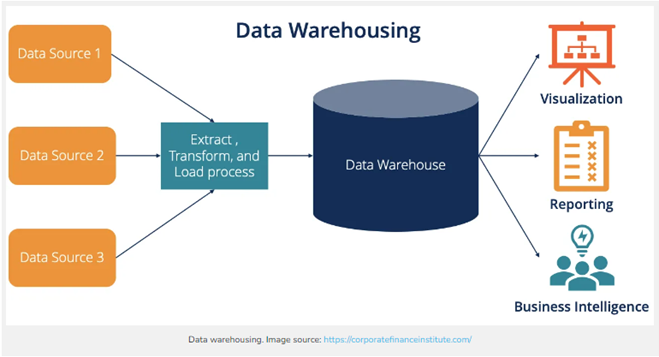 Data Warehousing
Data Source 1
Data Source 2
Data Source 3
Extract ,
Transform, and
Load process
Data Warehouse
Visualization
Reporting
Business Intelligence
Data warehousing. Image source: https://corporatefinanceinstitute.com/